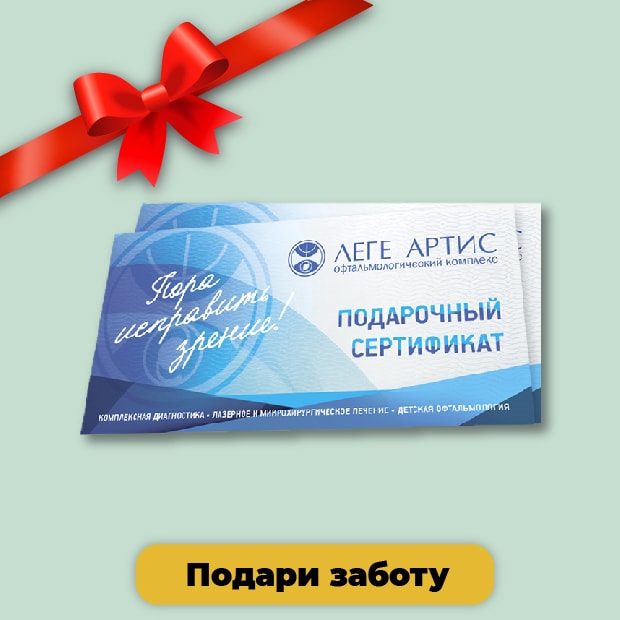 ЛЕГЕ АРТИС
ОФТАЛЬМОЛОГИЧЕСКИЙ КОМПЛЕКС
Пора
исправить
зрение!
ПОДАРОЧНЫЙ
СЕРТИФИКАТ
КОМПЛЕКСНАЯ ДИАГНОСТИКА • ЛАЗЕРНОЕ И МИКРОХИРУРГИЧЕСКОЕ ЛЕЧЕНИЕ • ДЕТСКАЯ ОФТАЛЬМОЛОГИЯ
Подари заботу